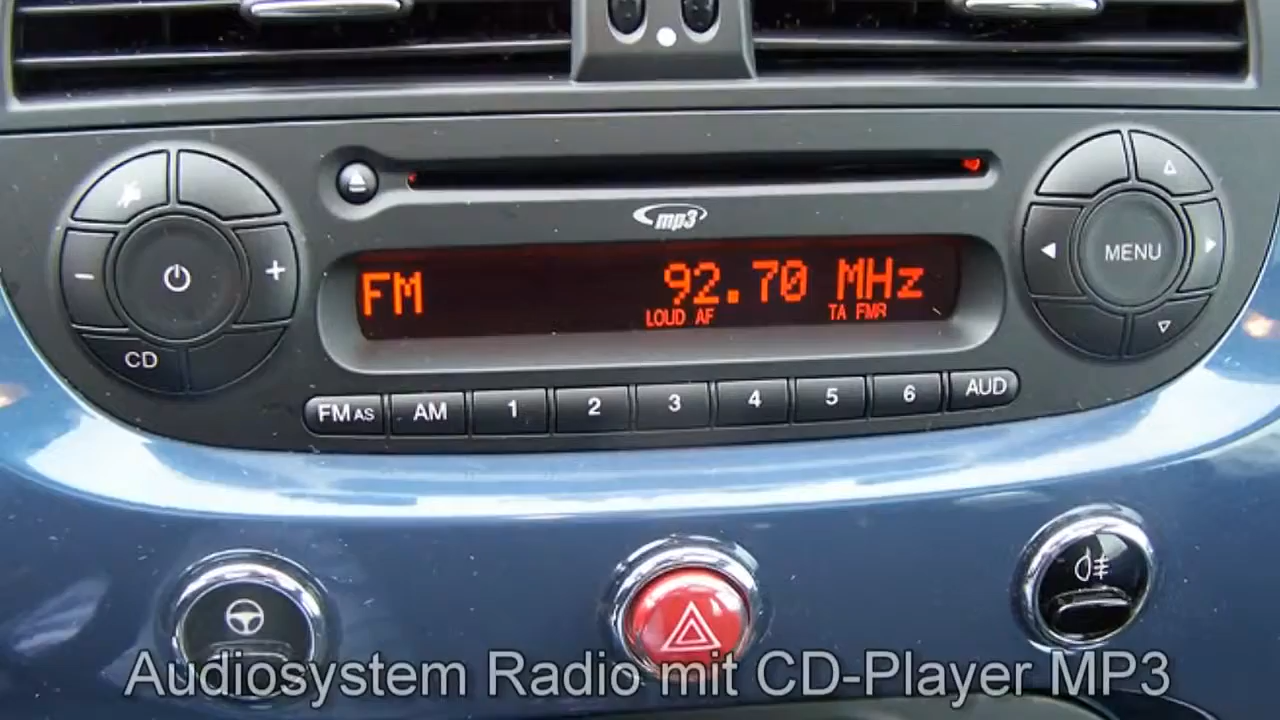 mp3
FM 92.70 MHz
LOUD AF TA FMR
MENU
CD
FM AS AM 1 2 3 4 5 6 AUD
Audiosystem Radio mit CD-Player MP3